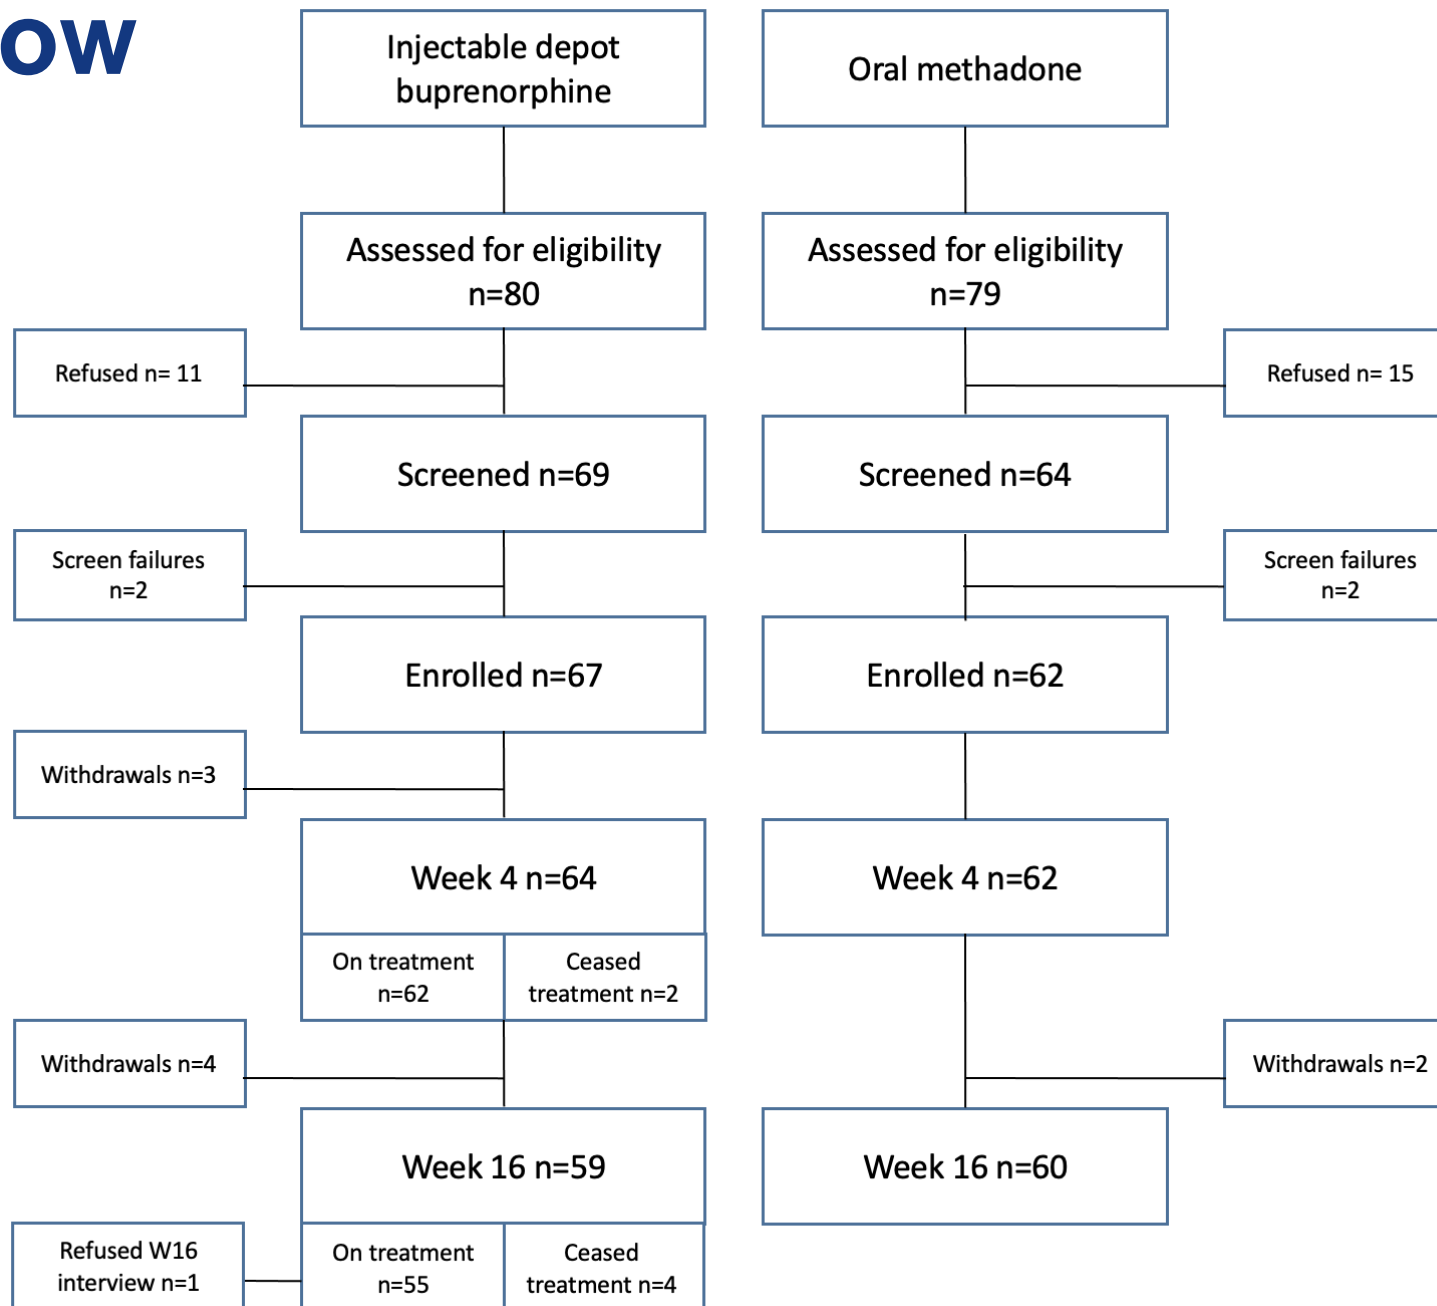 ow
Injectable depot
buprenorphine
Oral methadone
Assessed for eligibility
n=80
Assessed for eligibility
n=79
Refused n= 11
Refused n= 15
Screened n=69
Screened n=64
Screen failures
n=2
Screen failures
n=2
Enrolled n=67
Enrolled n=62
Withdrawals n=3
Week 4 n=64
Week 4 n=62
On treatment
n=62
Ceased
treatment n=2
Withdrawals n=4
Withdrawals n=2
Week 16 n=59
Week 16 n=60
Refused W16
interview n=1
On treatment
n=55
Ceased
treatment n=4